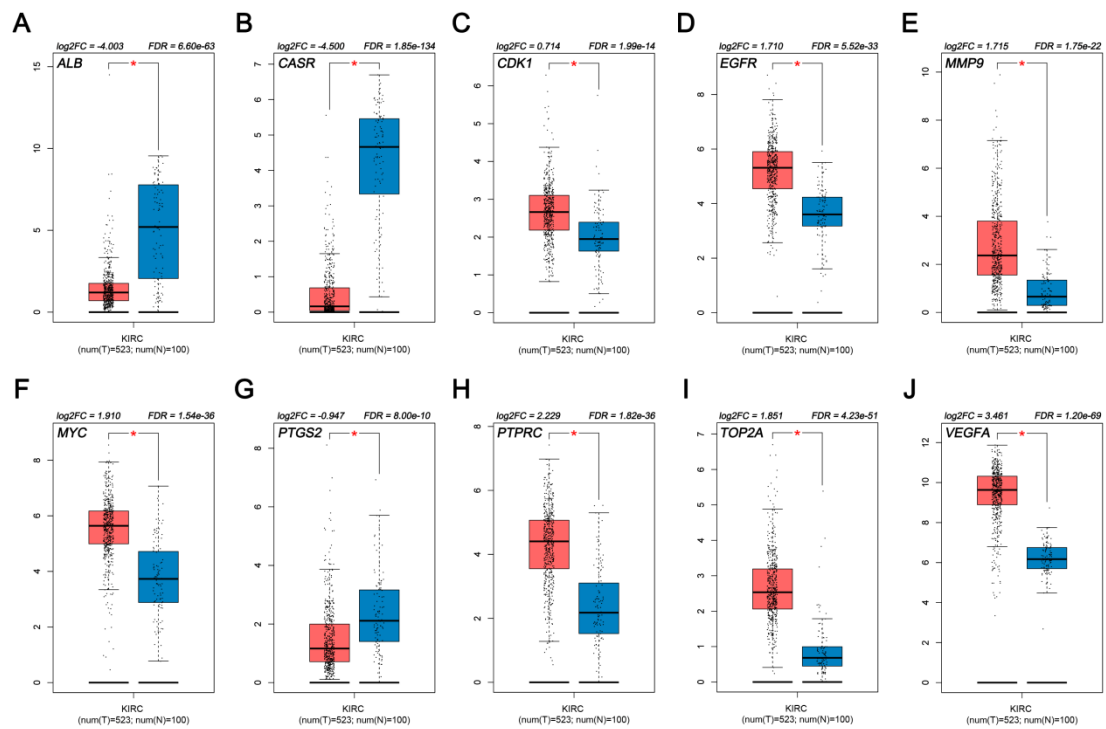 A
log2FC = -4.003 FDR = 6.60e-63
ALB
*
15
10
5
0
KIRC
(num(T)=523; num(N)=100)
B
log2FC = -4.500 FDR = 1.85e-134
CASR
*
7
6
5
4
3
2
1
0
KIRC
(num(T)=523; num(N)=100)
C
log2FC = 0.714 FDR = 1.99e-14
CDK1
*
6
5
4
3
2
1
0
KIRC
(num(T)=523; num(N)=100)
D
log2FC = 1.710 FDR = 5.52e-33
EGFR
*
8
6
4
2
0
KIRC
(num(T)=523; num(N)=100)
E
log2FC = 1.715 FDR = 1.75e-22
MMP9
*
10
8
6
4
2
0
KIRC
(num(T)=523; num(N)=100)
F
log2FC = 1.910 FDR = 1.54e-36
MYC
*
8
6
4
2
0
KIRC
(num(T)=523; num(N)=100)
G
log2FC = -0.947 FDR = 8.00e-10
PTGS2
*
8
6
4
2
0
KIRC
(num(T)=523; num(N)=100)
H
log2FC = 2.229 FDR = 1.82e-36
PTPRC
*
8
6
4
2
0
KIRC
(num(T)=523; num(N)=100)
I
log2FC = 1.851 FDR = 4.23e-51
TOP2A
*
7
6
5
4
3
2
1
0
KIRC
(num(T)=523; num(N)=100)
J
log2FC = 3.461 FDR = 1.20e-69
VEGFA
*
12
10
8
6
4
2
0
KIRC
(num(T)=523; num(N)=100)